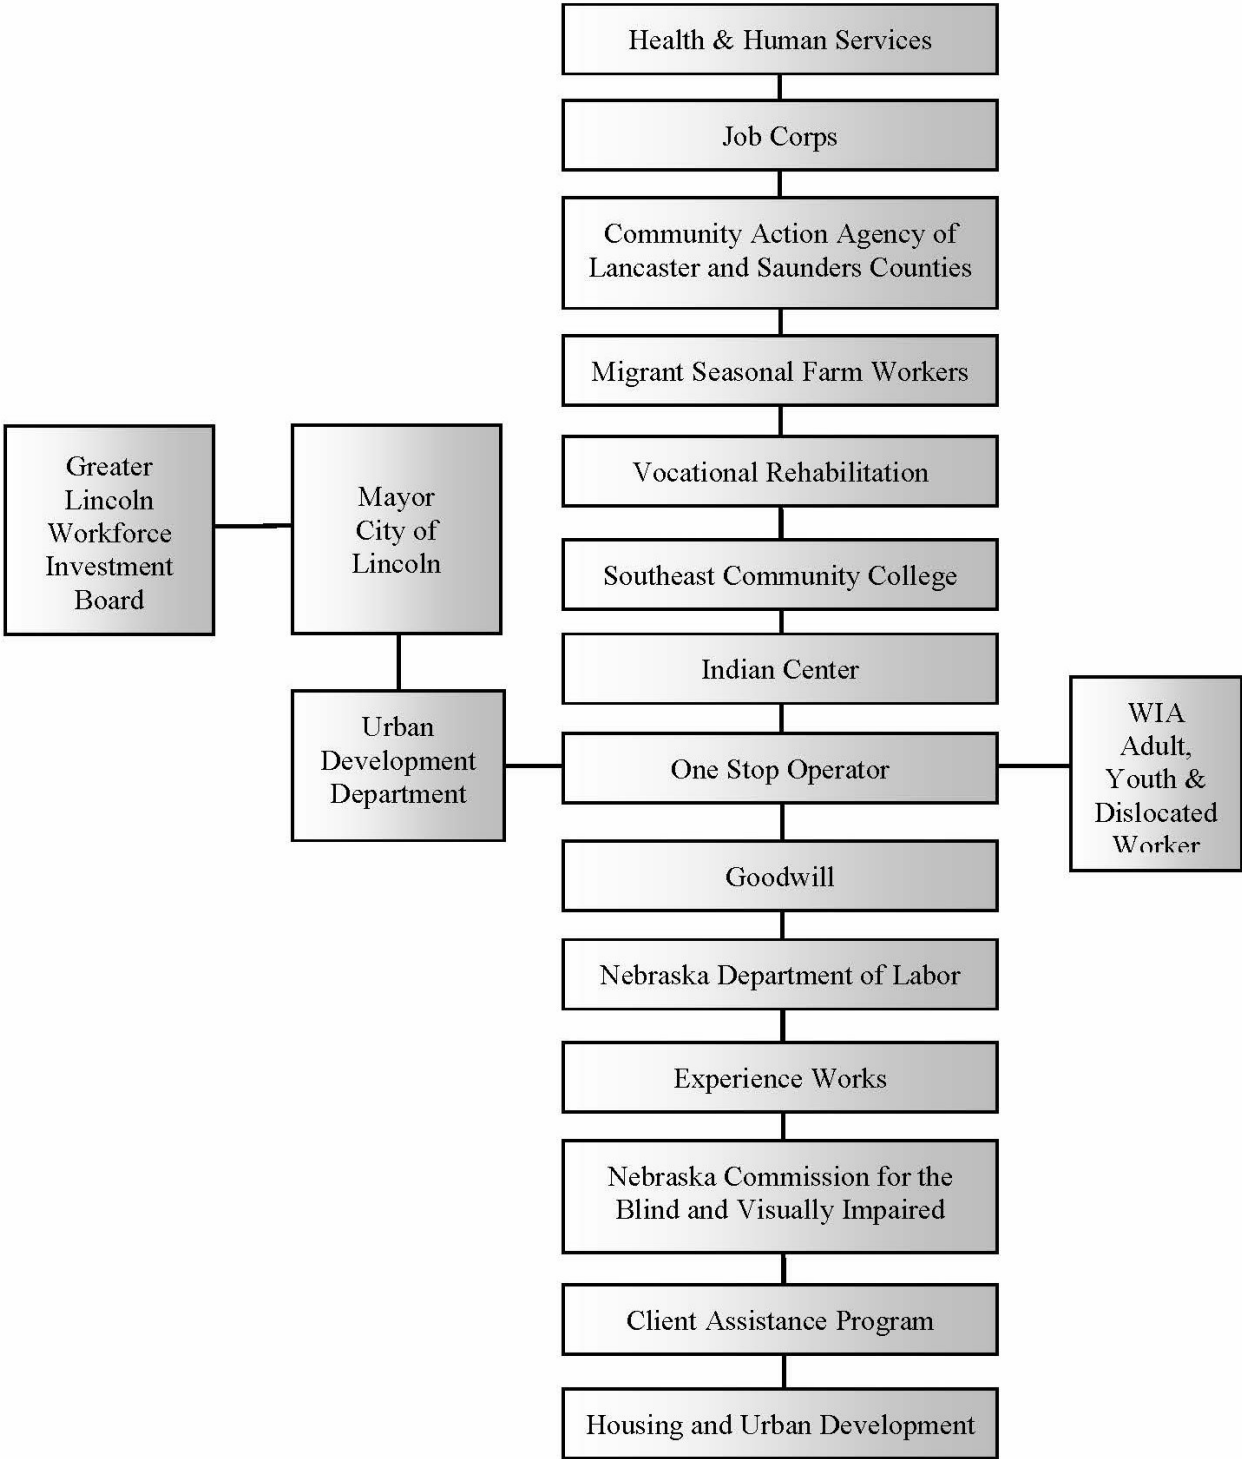 Health & Human Services
Job Corps
Community Action Agency of
Lancaster and Saunders Counties
Migrant Seasonal Farm Workers
Vocational Rehabilitation
Greater
Lincoln
Workforce
Investment
Board
Mayor
City of
Lincoln
Southeast Community College
Indian Center
Urban
Development
Department
One Stop Operator
WIA
Adult,
Youth &
Dislocated
Worker
Goodwill
Nebraska Department of Labor
Experience Works
Nebraska Commission for the
Blind and Visually Impaired
Client Assistance Program
Housing and Urban Development